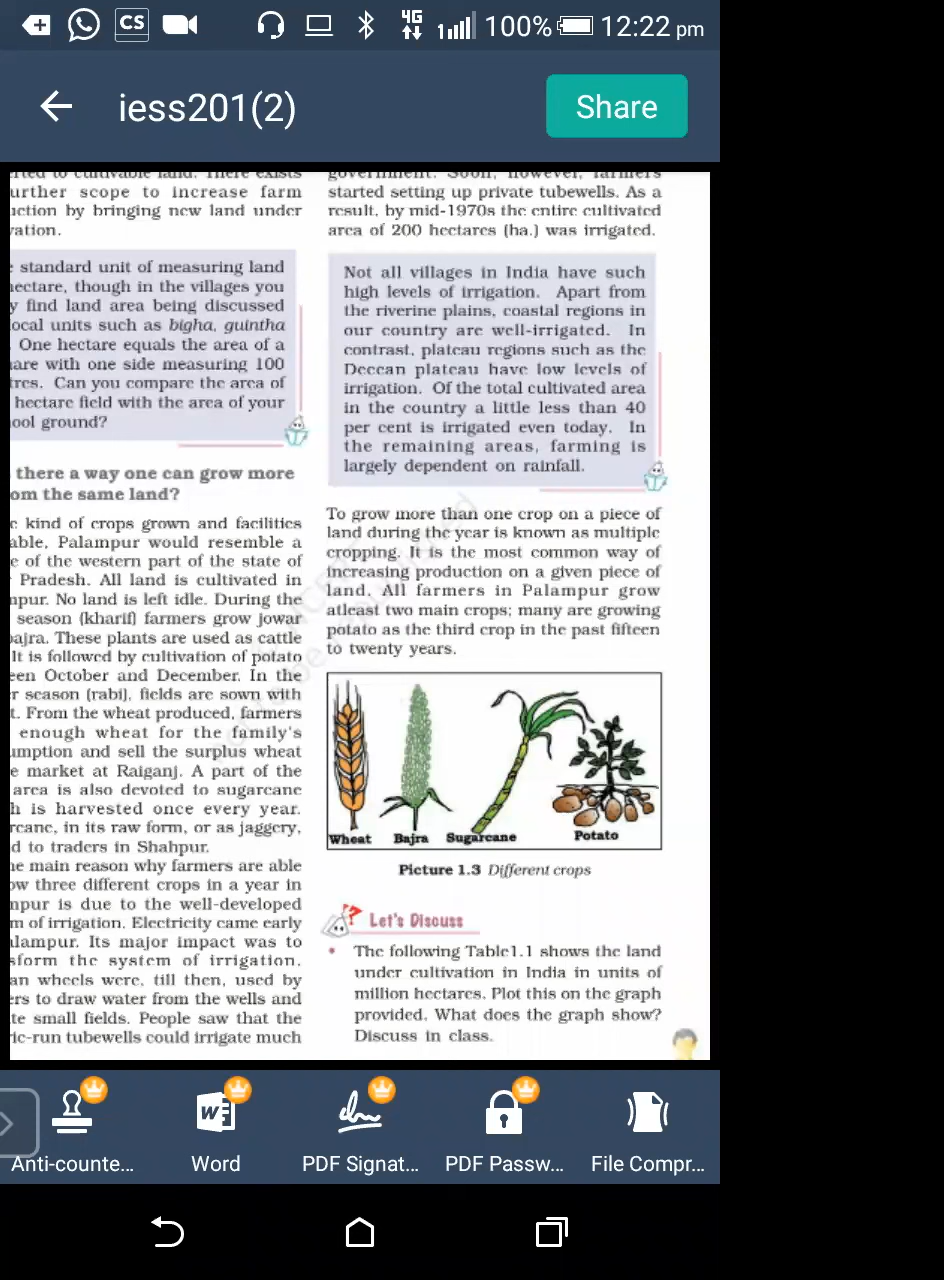 CS
4G
100%
12:22 pm
iess201(2)
Share
urther scope to increase farm
uction by bringing new land under
vation.
standard unit of measuring land
hectare, though in the villages you
y find land area being discussed
ocal units such as bigha, guintha
. One hectare equals the area of a
are with one side measuring 100
tres. Can you compare the area of
hectare field with the area of your
ool ground?
there a way one can grow more
om the same land?
c kind of crops grown and facilities
able, Palampur would resemble a
e of the western part of the state of
Pradesh. All land is cultivated in
mpur. No land is left idle. During the
season (kharif) farmers grow jowar
bajra. These plants are used as cattle
It is followed by cultivation of potato
een October and December. In the
r season (rabi), fields are sown with
t. From the wheat produced, farmers
enough wheat for the family's
umption and sell the surplus wheat
e market at Raiganj. A part of the
area is also devoted to sugarcane
h is harvested once every year.
rcane, in its raw form, or as jaggery,
d to traders in Shahpur.
he main reason why farmers are able
ow three different crops in a year in
mpur is due to the well-developed
m of irrigation. Electricity came early
alampur. Its major impact was to
sform the system of irrigation.
an wheels were, till then, used by
ers to draw water from the wells and
te small fields. People saw that the
ric-run tubewells could irrigate much
government. Soon, however, farmers
started setting up private tubewells. As a
result, by mid-1970s the entire cultivated
area of 200 hectares (ha.) was irrigated.
Not all villages in India have such
high levels of irrigation. Apart from
the riverine plains, coastal regions in
our country are well-irrigated. In
contrast, plateau regions such as the
Deccan plateau have low levels of
irrigation. Of the total cultivated area
in the country a little less than 40
per cent is irrigated even today. In
the remaining areas, farming is
largely dependent on rainfall.
To grow more than one crop on a piece of
land during the year is known as multiple
cropping. It is the most common way of
increasing production on a given piece of
land. All farmers in Palampur grow
atleast two main crops; many are growing
potato as the third crop in the past fifteen
to twenty years.
Wheat Bajra Sugarcane Potato
Picture 1.3 Different crops
Let's Discuss
• The following Table1.1 shows the land
under cultivation in India in units of
million hectares. Plot this on the graph
provided. What does the graph show?
Discuss in class.
Anti-counte... Word PDF Signat... PDF Passw... File Compr...